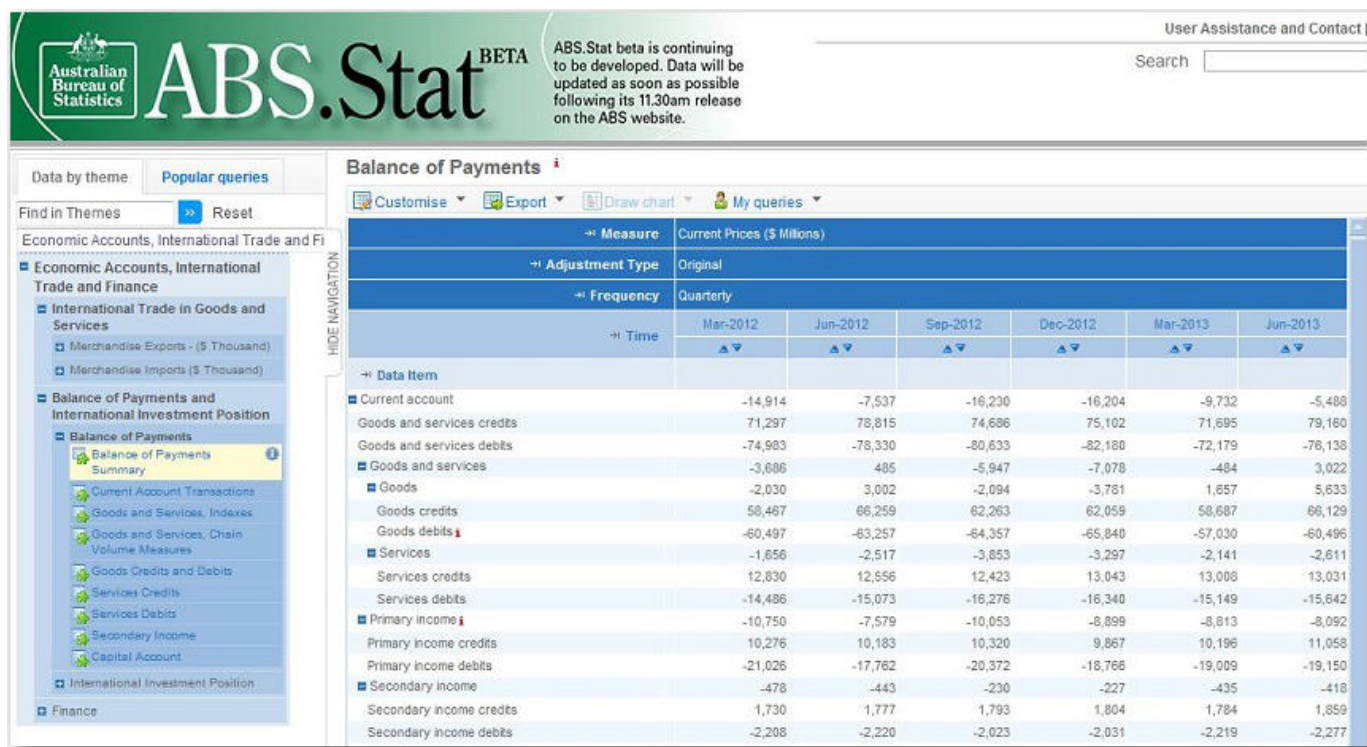 User Assistance and Contact
Search
Australian
Bureau of
Statistics
ABS.Stat BETA
ABS.Stat beta is continuing
to be developed. Data will be
updated as soon as possible
following its 11.30am release
on the ABS website.
Data by theme Popular queries
Find in Themes » Reset
Economic Accounts, International Trade and Fi
Economic Accounts, International
Trade and Finance
International Trade in Goods and
Services
Merchandise Exports - ($ Thousand)
Merchandise Imports ($ Thousand)
Balance of Payments and
International Investment Position
Balance of Payments
Balance of Payments
Summary
Current Account Transactions
Goods and Services, Indexes
Goods and Services, Chain
Volume Measures
Goods Credits and Debits
Services Credits
Services Debits
Secondary Income
Capital Account
International Investment Position
Finance
HIDE NAVIGATION
Balance of Payments i
Customise Export Draw chart My queries
Measure Current Prices ($ Millions)
Adjustment Type Original
Frequency Quarterly
Time Mar-2012 Jun-2012 Sep-2012 Dec-2012 Mar-2013 Jun-2013
Data Item
Current account -14,914 -7,537 -16,230 -16,204 -9,732 -5,488
Goods and services credits 71,297 78,815 74,686 75,102 71,695 79,160
Goods and services debits -74,983 -78,330 -80,633 -82,180 -72,179 -76,138
Goods and services -3,686 485 -5,947 -7,078 -484 3,022
Goods -2,030 3,002 -2,094 -3,781 1,657 5,633
Goods credits 58,467 66,259 62,263 62,059 58,687 66,129
Goods debits i -60,497 -63,257 -64,357 -65,840 -57,030 -60,496
Services -1,656 -2,517 -3,853 -3,297 -2,141 -2,611
Services credits 12,830 12,556 12,423 13,043 13,008 13,031
Services debits -14,486 -15,073 -16,276 -16,340 -15,149 -15,642
Primary income i -10,750 -7,579 -10,053 -8,899 -8,813 -8,092
Primary income credits 10,276 10,183 10,320 9,867 10,196 11,058
Primary income debits -21,026 -17,762 -20,372 -18,766 -19,009 -19,150
Secondary income -478 -443 -230 -227 -435 -418
Secondary income credits 1,730 1,777 1,793 1,804 1,784 1,859
Secondary income debits -2,208 -2,220 -2,023 -2,031 -2,219 -2,277